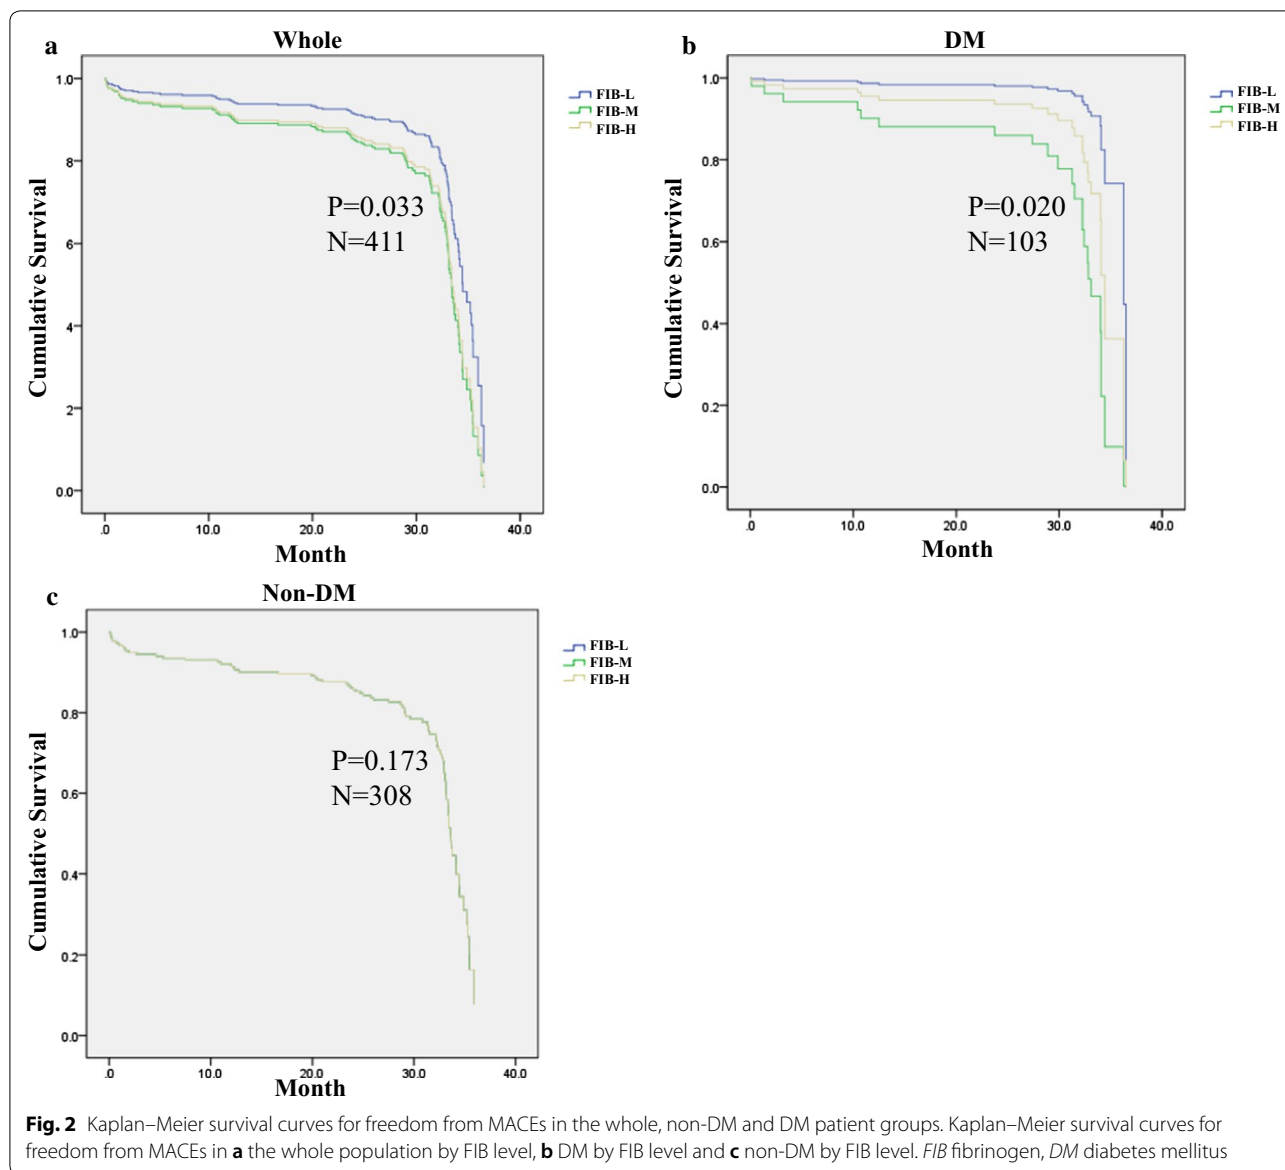 a
Whole
1.0
8
6
4
2
0.0
Cumulative Survival
P=0.033
N=411
FIB-L
FIB-M
FIB-H
.0
10.0
20.0
30.0
40.0
Month
b
DM
1.0
0.8
0.6
0.4
0.2
0.0
Cumulative Survival
P=0.020
N=103
FIB-L
FIB-M
FIB-H
.0
10.0
20.0
30.0
40.0
Month
c
Non-DM
1.0
0.8
0.6
0.4
0.2
0.0
Cumulative Survival
P=0.173
N=308
FIB-L
FIB-M
FIB-H
.0
10.0
20.0
30.0
40.0
Month
Fig. 2 Kaplan–Meier survival curves for freedom from MACEs in the whole, non-DM and DM patient groups. Kaplan–Meier survival curves for
freedom from MACEs in a the whole population by FIB level, b DM by FIB level and c non-DM by FIB level. FIB fibrinogen, DM diabetes mellitus